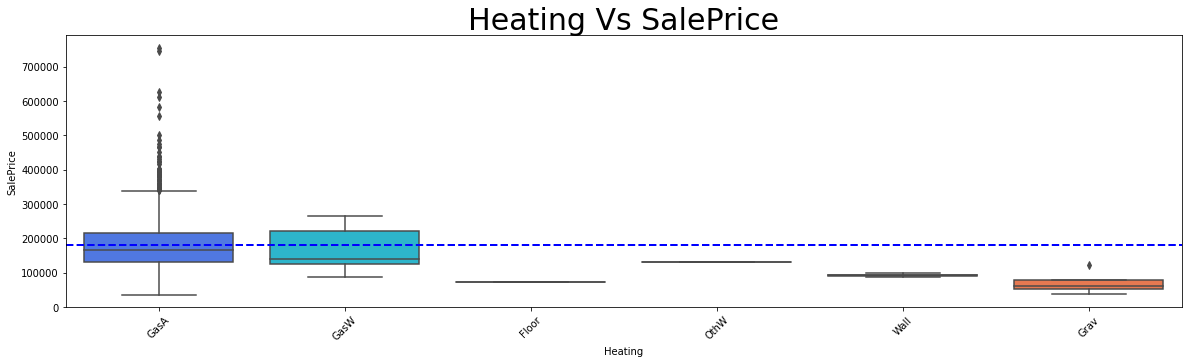 Heating Vs SalePrice
700000
600000
500000
400000
300000
200000
100000
0
SalePrice
GasA
GasW
Floor
OthW
Wall
Grav
Heating